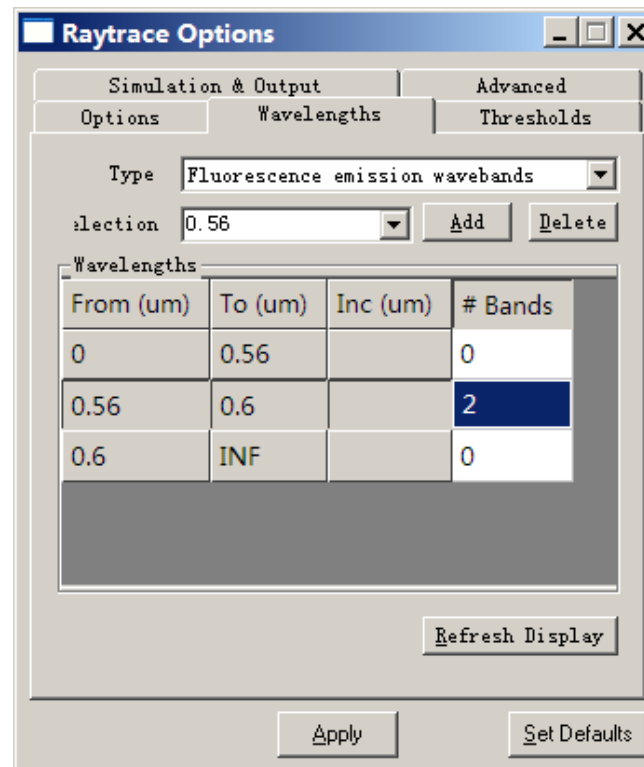 Raytrace Options
Simulation & Output Advanced
Options Wavelengths Thresholds
Type Fluorescence emission wavebands
election 0.56 Add Delete
Wavelengths
From (um) To (um) Inc (um) # Bands
0 0.56 0
0.56 0.6 2
0.6 INF 0
Refresh Display
Apply Set Defaults